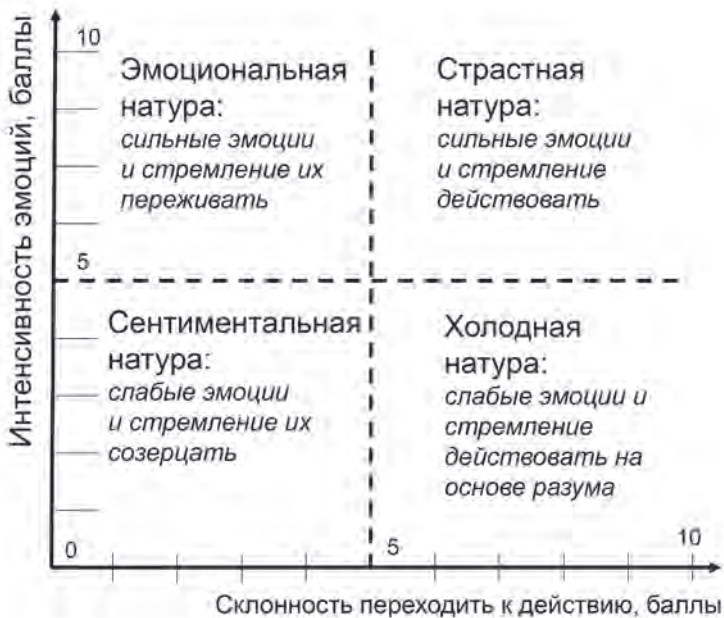 Интенсивность эмоций, баллы
10
Эмоциональная
натура:
сильные эмоции
и стремление их
переживать
Страстная
натура:
сильные эмоции
и стремление
действовать
5
Сентиментальная
натура:
слабые эмоции
и стремление их
созерцать
Холодная
натура:
слабые эмоции и
стремление
действовать на
основе разума
0
5
10
Склонность переходить к действию, баллы